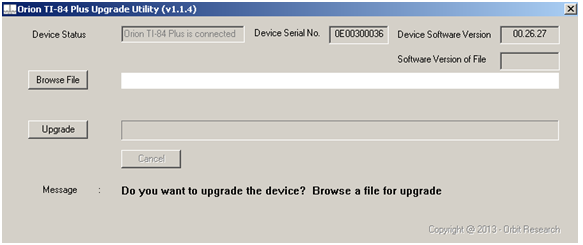 Orion TI-84 Plus Upgrade Utility (v1.1.4)
Device Status Orion TI-84 Plus is connected Device Serial No. 0E00300036 Device Software Version 00.26.27
Software Version of File
Browse File
Upgrade
Cancel
Message : Do you want to upgrade the device? Browse a file for upgrade
Copyright @ 2013 - Orbit Research